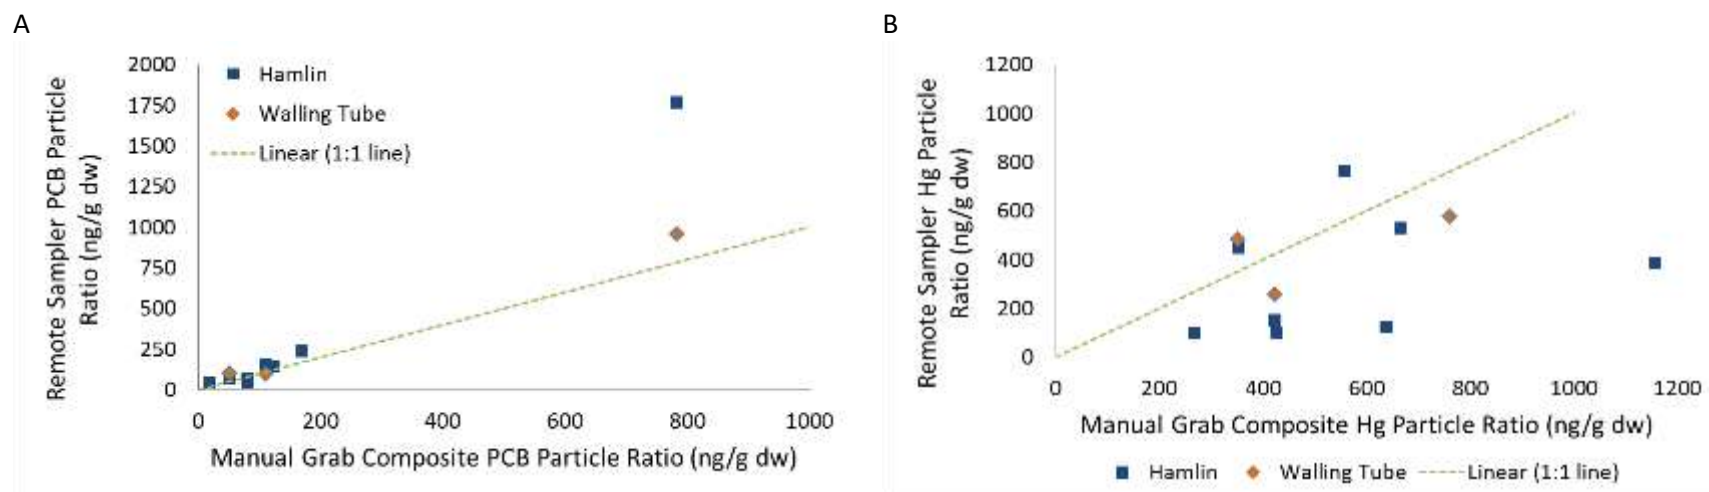 A
Remote Sampler PCB Particle
Ratio (ng/g dw)
2000
1750
1500
1250
1000
750
500
250
0
Hamlin
Walling Tube
Linear (1:1 line)
0 200 400 600 800 1000
Manual Grab Composite PCB Particle Ratio (ng/g dw)
B
Remote Sampler Hg Particle
Ratio (ng/g dw)
1200
1000
800
600
400
200
0
0 200 400 600 800 1000 1200
Manual Grab Composite Hg Particle Ratio (ng/g dw)
Hamlin Walling Tube Linear (1:1 line)